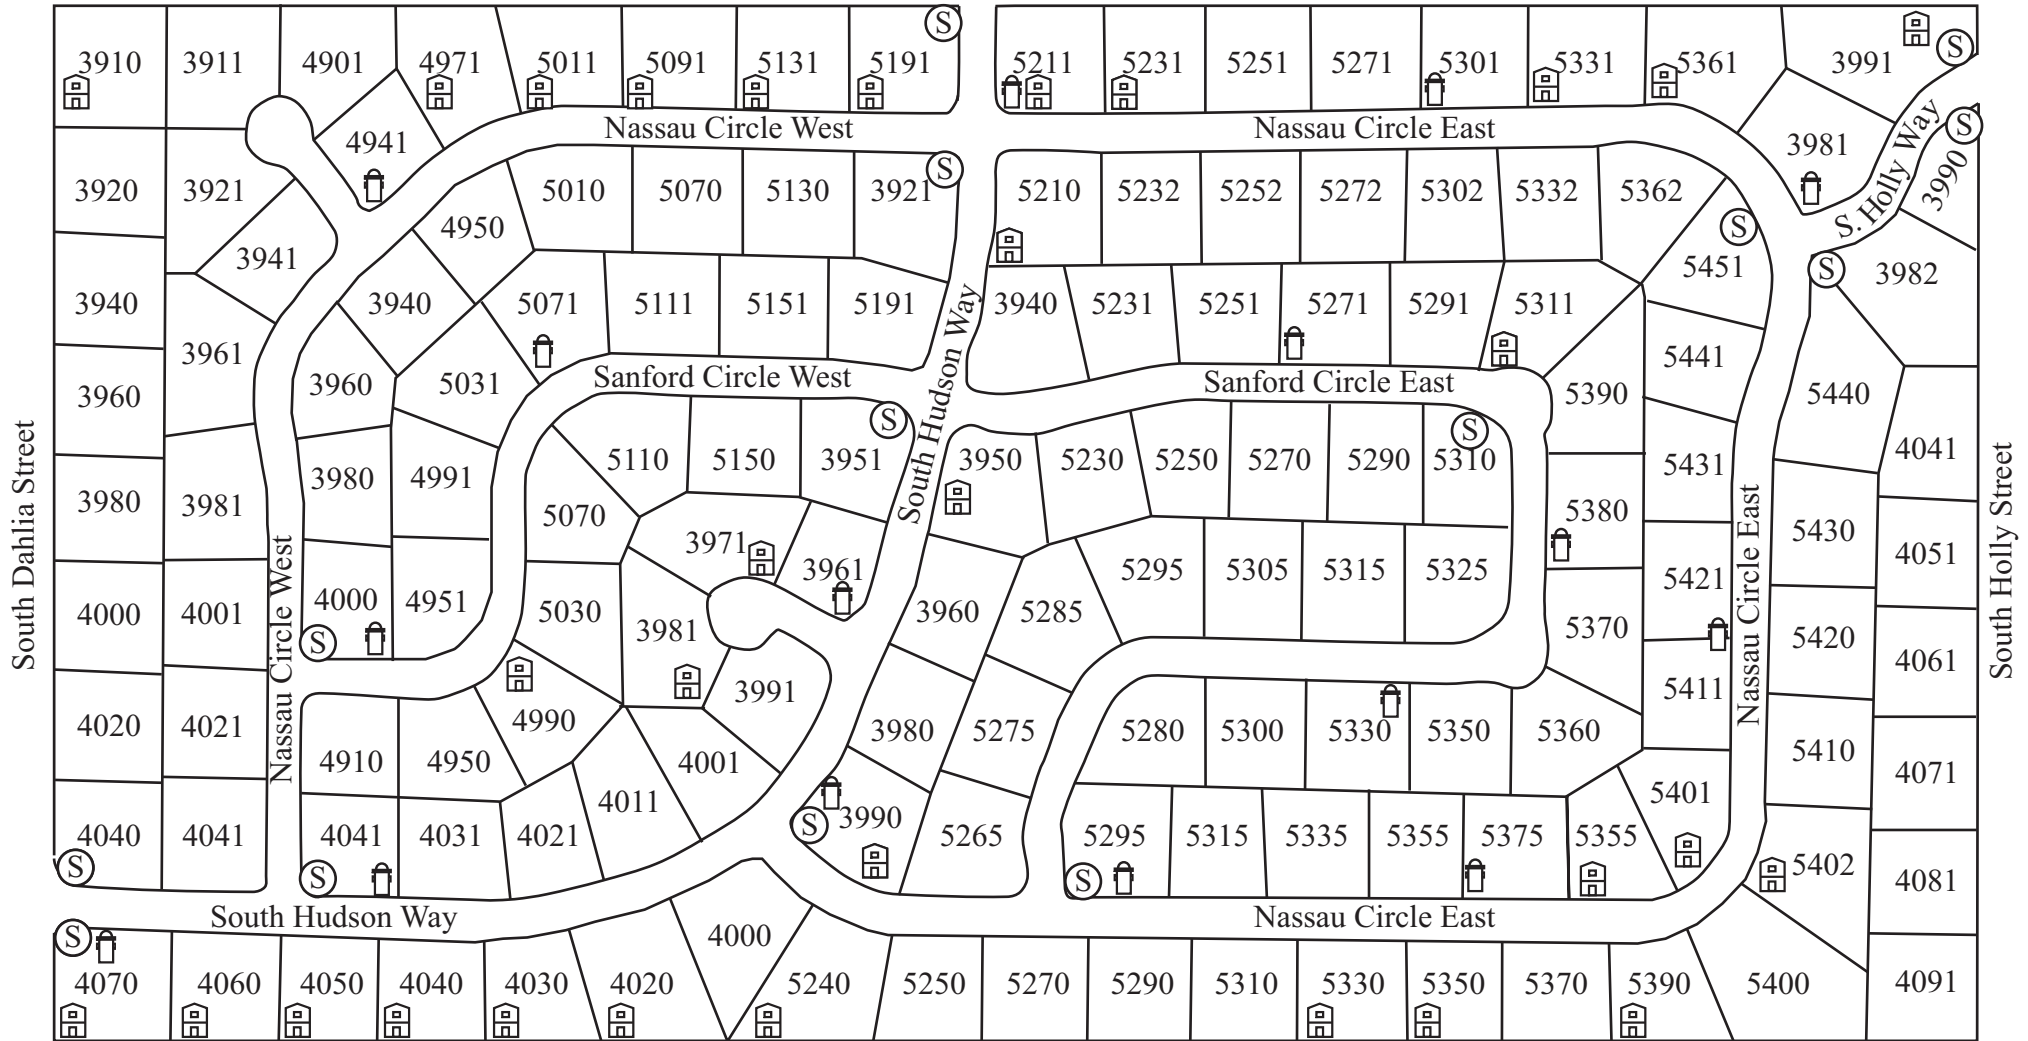 3910 3911 4901 4971 5011 5091 5131 5191 S 5211 5231 5251 5271 5301 5331 5361 3991 S
4941 Nassau Circle West Nassau Circle East 3981 S. Holly Way S
3920 3921 4950 5010 5070 5130 3921 S 5210 5232 5252 5272 5302 5332 5362 S 3990
3941 5451 S 3982
3940 3940 5071 5111 5151 5191 South Hudson Way 3940 5231 5251 5271 5291 5311
3961 5441
3960 3960 5031 Sanford Circle West Sanford Circle East 5390 5440
South Dahlia Street S S South Holly Street
3980 3981 3980 4991 5110 5150 3951 South Hudson Way 3950 5230 5250 5270 5290 5310 5431 4041
5070 5380 5430
3971 3961 5295 5305 5315 5325 Nassau Circle East 4051
4000 4001 Nassau Circle West 4000 4951 5030 3981 3960 5285 5370 5421 5420
S 4061
4020 4021 4990 3991 3980 5275 5280 5300 5330 5350 5360 5411 5410
4910 4950 4001 4071
4011 3990 5401
4040 4041 4041 4031 4021 S 5265 5295 5315 5335 5355 5375 5355 5402
S S S 4081
South Hudson Way Nassau Circle East
S 4000
4070 4060 4050 4040 4030 4020 5240 5250 5270 5290 5310 5330 5350 5370 5390 5400 4091